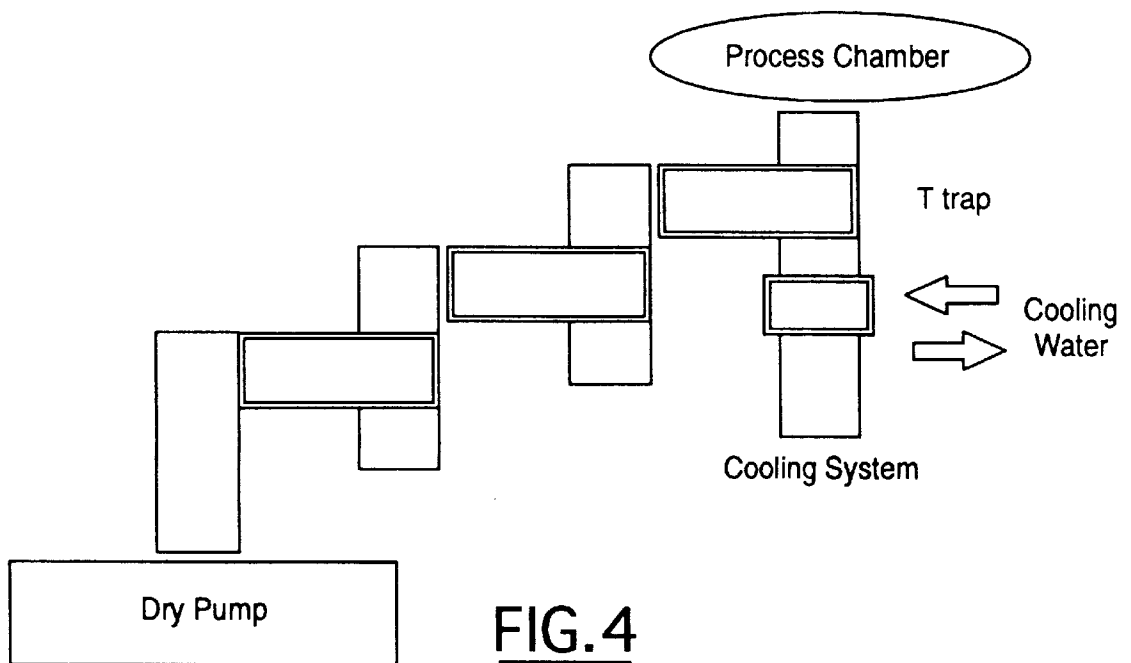 Process Chamber
T trap
Cooling
Water
Cooling System
Dry Pump
FIG.4